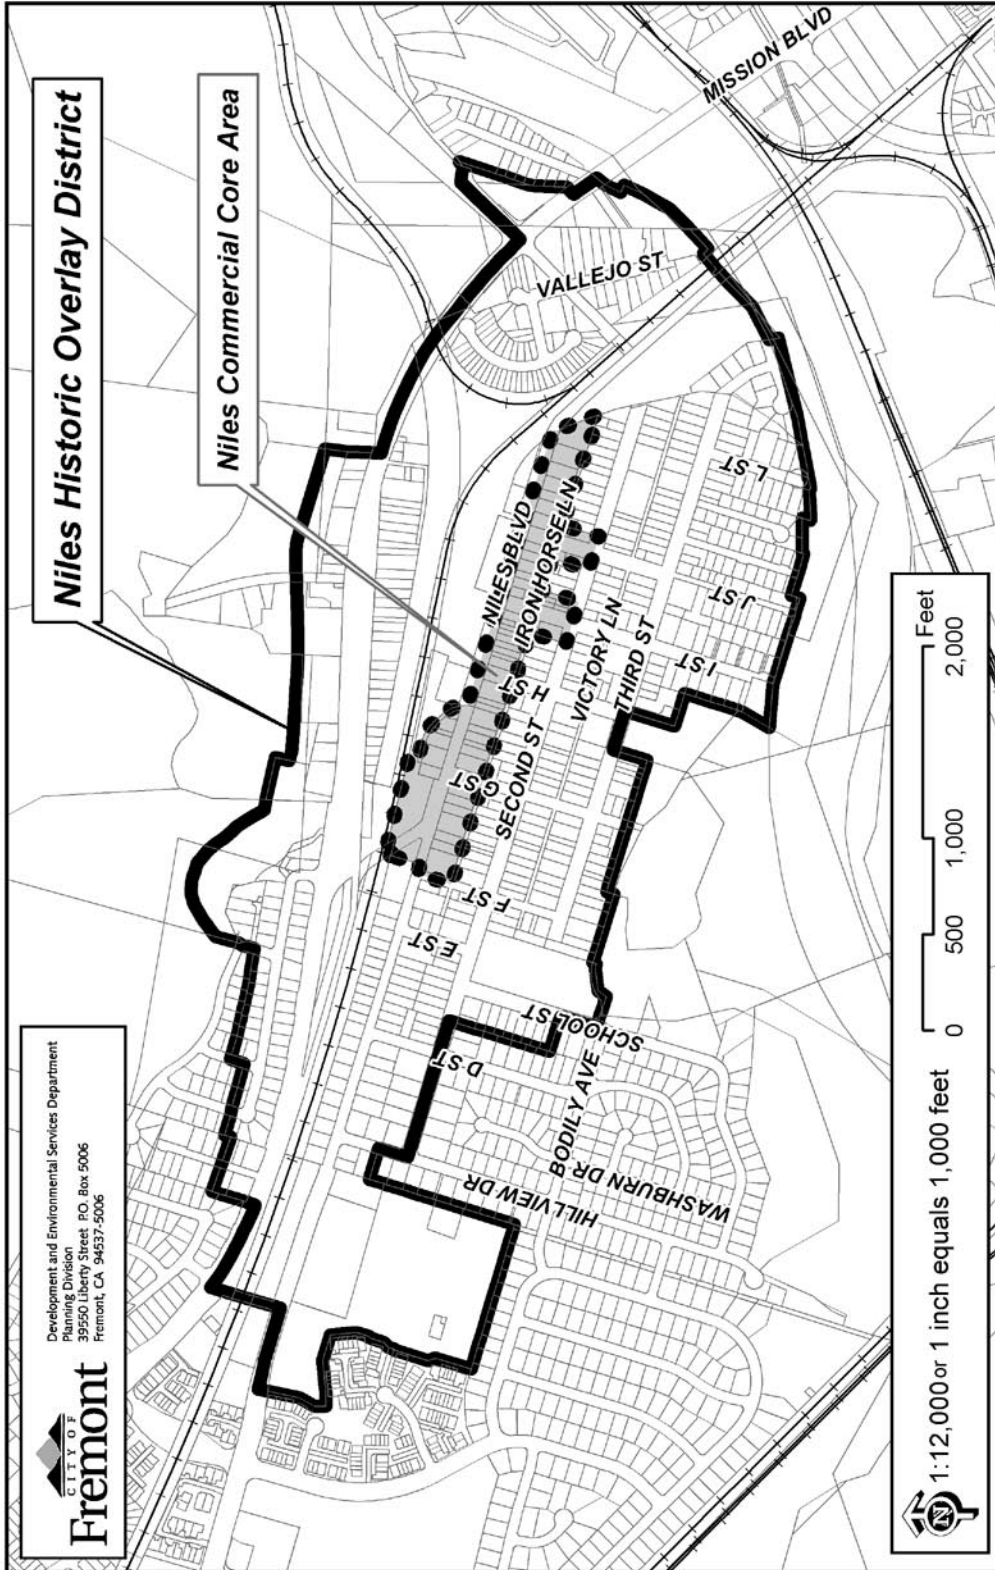 CITY OF
Fremont
Development and Environmental Services Department
Planning Division
39550 Liberty Street P.O. Box 5006
Fremont, CA 94537-5006
Niles Historic Overlay District
Niles Commercial Core Area
MISSION BLVD
VALLEJO ST
NILES BLVD
IRON HORSE LN
H ST
G ST
SECOND ST
VICTORY LN
THIRD ST
L ST
J ST
I ST
F ST
E ST
D ST
SCHOOL ST
BODILY AVE
WASHBURN DR
HILLVIEW DR
N
1:12,000 or 1 inch equals 1,000 feet
0 500 1,000 2,000
Feet